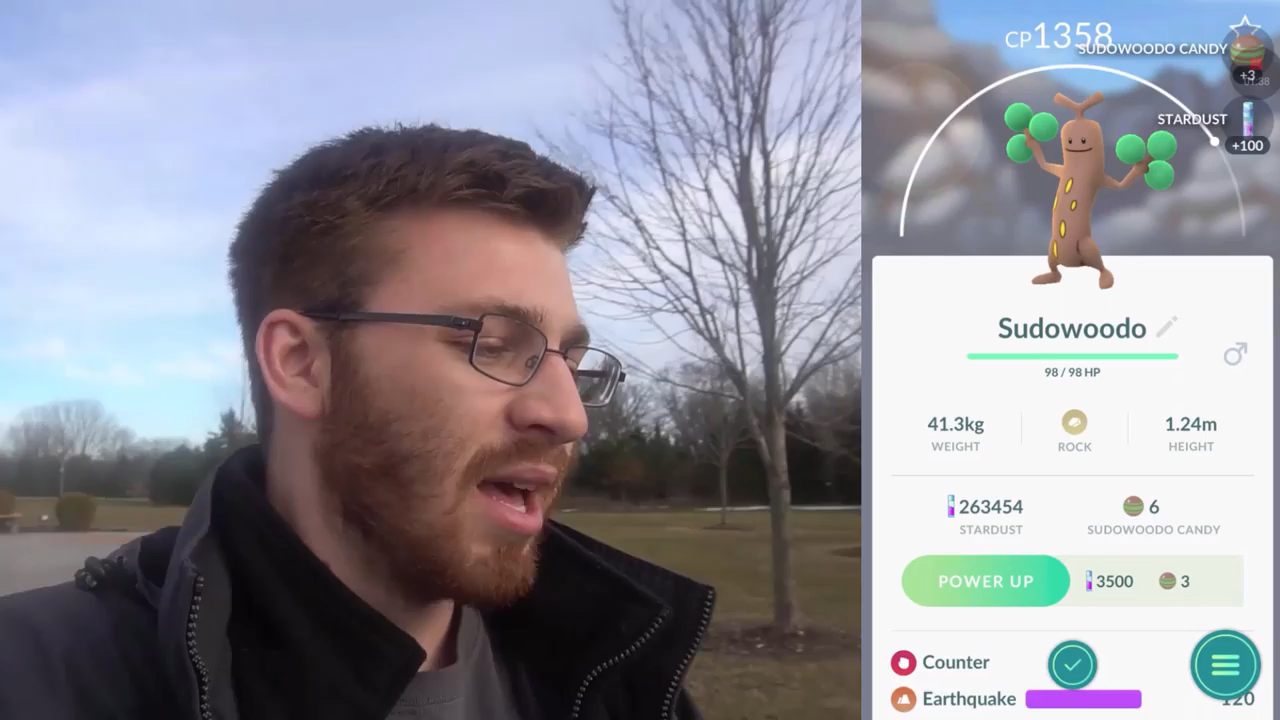 CP1358
SUDOWOODO CANDY
+3
STARDUST
+100
Sudowoodo
98 / 98 HP
41.3kg
WEIGHT
ROCK
1.24m
HEIGHT
263454
STARDUST
6
SUDOWOODO CANDY
POWER UP
3500
3
Counter
Earthquake
120